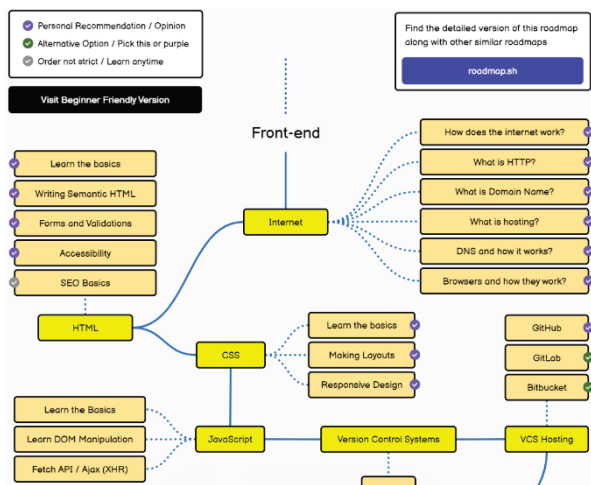 Personal Recommendation / Opinion
Alternative Option / Pick this or purple
Order not strict / Learn anytime
Visit Beginner Friendly Version
Find the detailed version of this roadmap
along with other similar roadmaps
roadmap.sh
Front-end
Internet
How does the internet work?
What is HTTP?
What is Domain Name?
What is hosting?
DNS and how it works?
Browsers and how they work?
Learn the basics
Writing Semantic HTML
Forms and Validations
Accessibility
SEO Basics
HTML
CSS
Learn the basics
Making Layouts
Responsive Design
GitHub
GitLab
Bitbucket
Learn the Basics
Learn DOM Manipulation
Fetch API / Ajax (XHR)
JavaScript
Version Control Systems
VCS Hosting